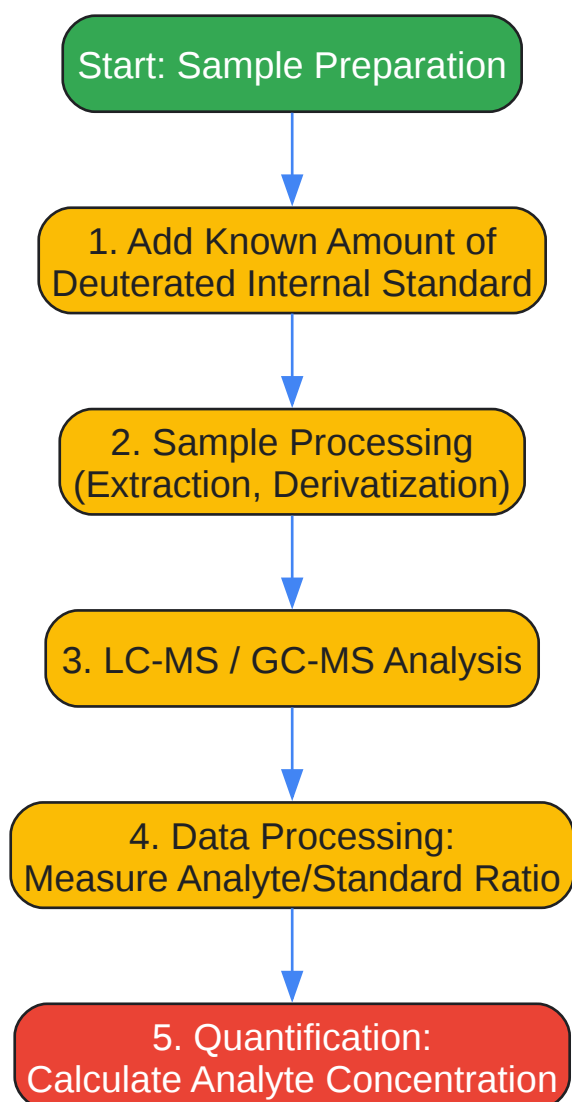 Start: Sample Preparation
1. Add Known Amount of
Deuterated Internal Standard
2. Sample Processing
(Extraction, Derivatization)
3. LC-MS / GC-MS Analysis
4. Data Processing:
Measure Analyte/Standard Ratio
5. Quantification:
Calculate Analyte Concentration